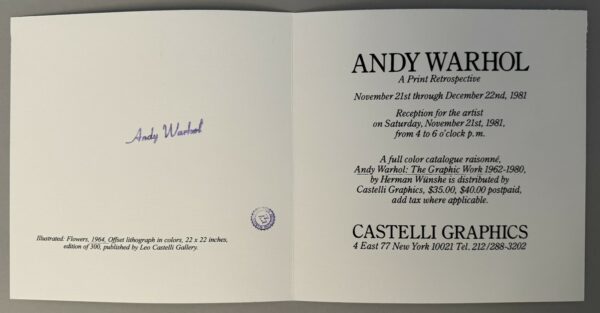 Andy Warhol
Illustrated: Flowers, 1964, Offset lithograph in colors, 22 x 22 inches,
edition of 300, published by Leo Castelli Gallery.
ANDY WARHOL
A Print Retrospective
November 21st through December 22nd, 1981
Reception for the artist
on Saturday, November 21st, 1981,
from 4 to 6 o'clock p.m.
A full color catalogue raisonné,
Andy Warhol: The Graphic Work 1962-1980,
by Herman Wünshe is distributed by
Castelli Graphics, $35.00, $40.00 postpaid,
add tax where applicable.
CASTELLI GRAPHICS
4 East 77 New York 10021 Tel. 212/288-3202